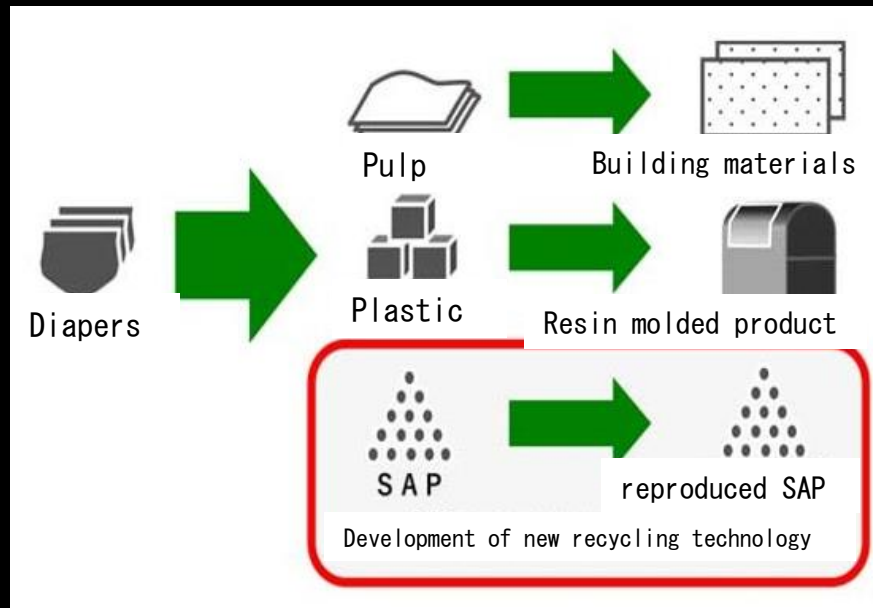 Pulp
Building materials
Diapers
Plastic
Resin molded product
SAP
reproduced SAP
Development of new recycling technology